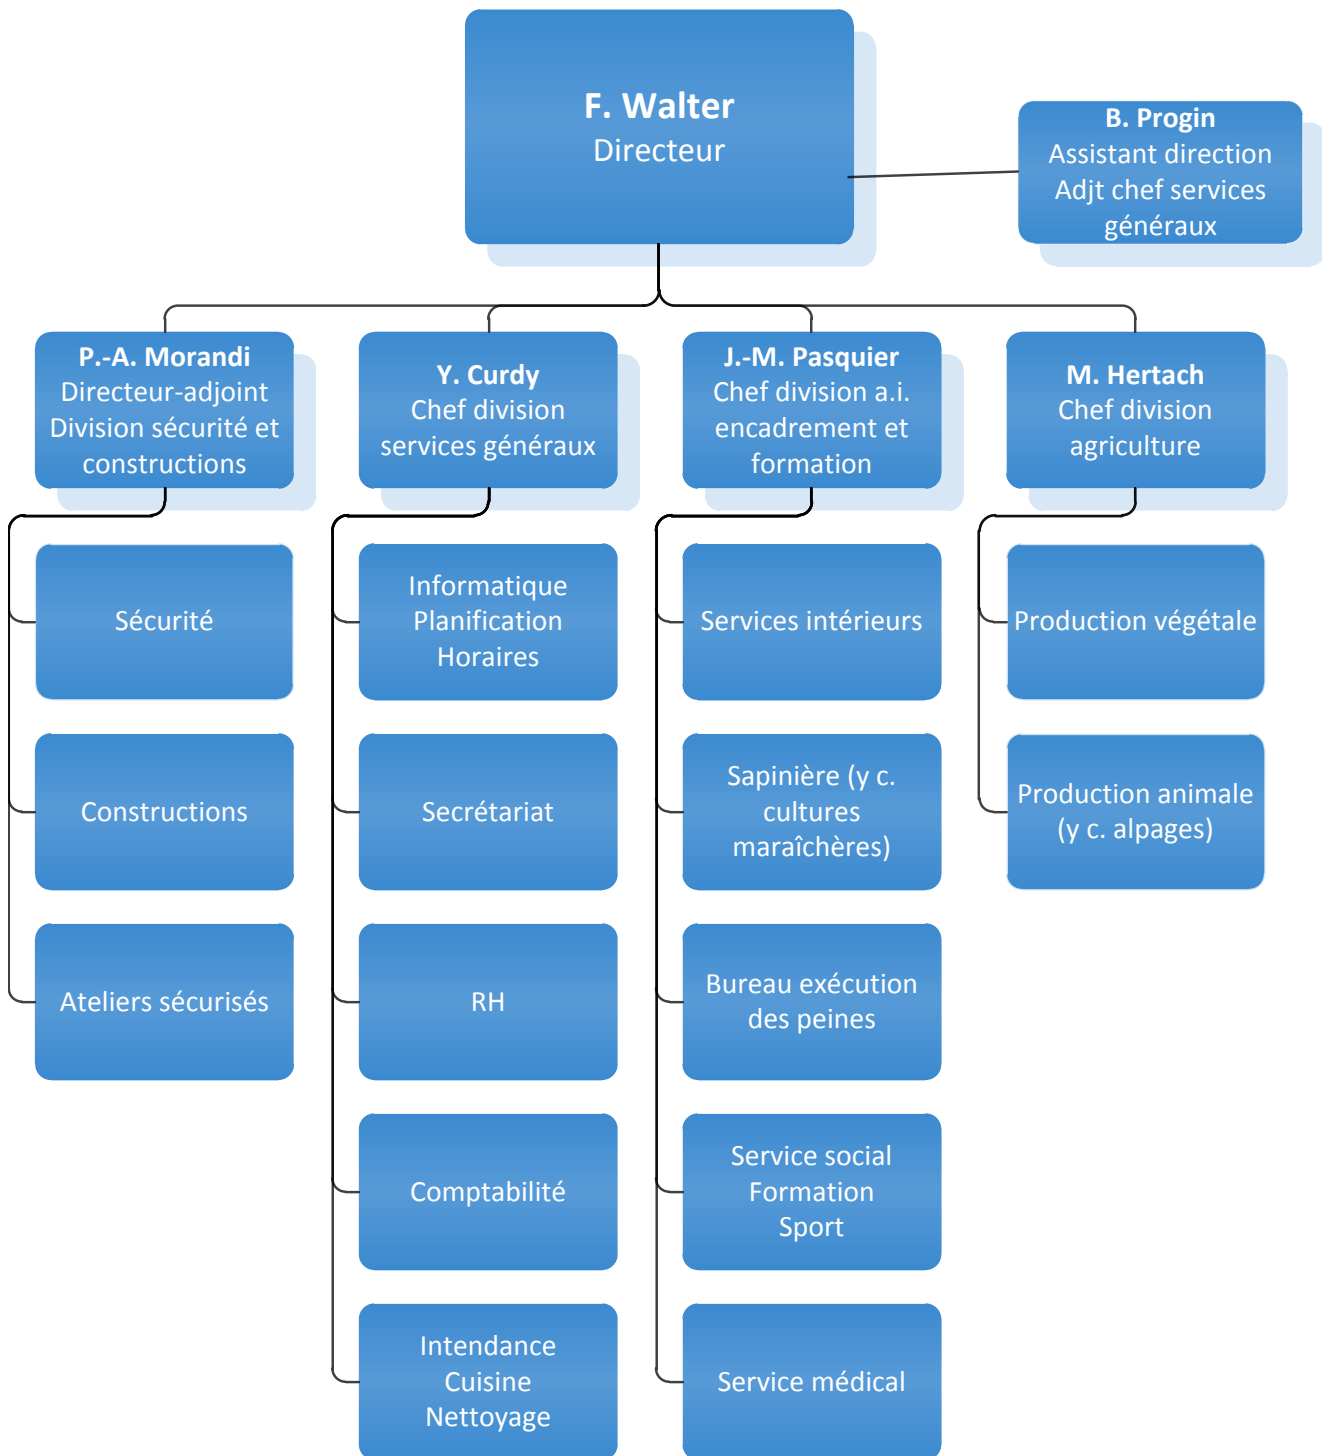 F. Walter
Directeur
B. Progin
Assistant direction
Adjt chef services
généraux
P.-A. Morandi
Directeur-adjoint
Division sécurité et
constructions
Y. Curdy
Chef division
services généraux
J.-M. Pasquier
Chef division a.i.
encadrement et
formation
M. Hertach
Chef division
agriculture
Sécurité
Informatique
Planification
Horaires
Services intérieurs
Production végétale
Constructions
Secrétariat
Sapinière (y c.
cultures
maraîchères)
Production animale
(y c. alpages)
Ateliers sécurisés
RH
Bureau exécution
des peines
Comptabilité
Service social
Formation
Sport
Intendance
Cuisine
Nettoyage
Service médical